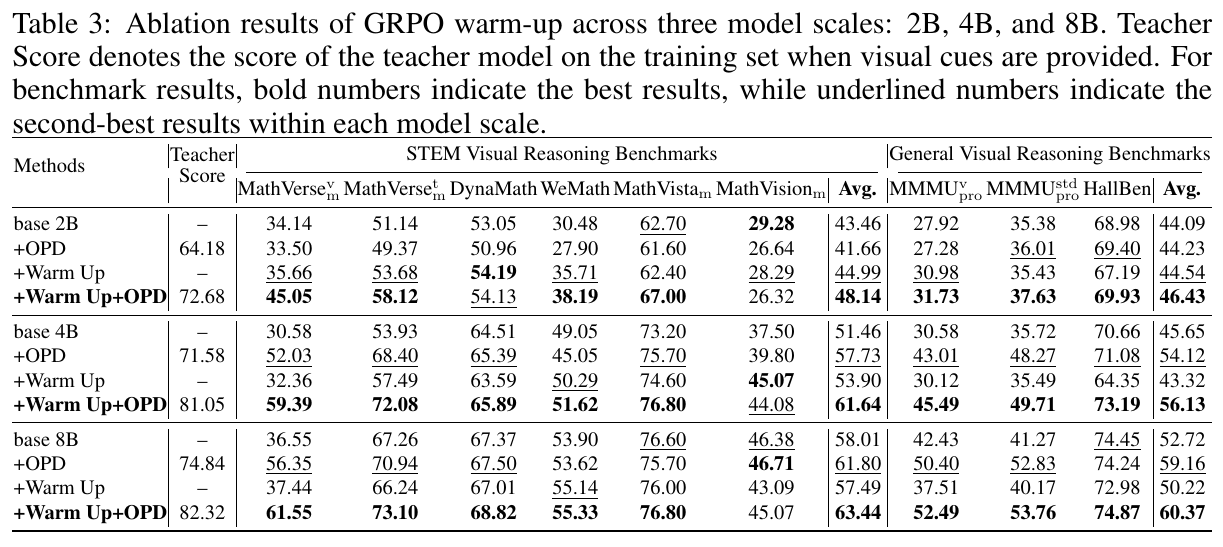 Table 3: Ablation results of GRPO warm-up across three model scales: 2B, 4B, and 8B. Teacher
Score denotes the score of the teacher model on the training set when visual cues are provided. For
benchmark results, bold numbers indicate the best results, while underlined numbers indicate the
second-best results within each model scale.
Methods Teacher Score STEM Visual Reasoning Benchmarks General Visual Reasoning Benchmarks
MathVerse^v_m MathVerse^t_m DynaMath WeMath MathVista_m MathVision_m Avg. MMMU^v_pro MMMU^std_pro HallBen Avg.
base 2B – 34.14 51.14 53.05 30.48 62.70 29.28 43.46 27.92 35.38 68.98 44.09
+OPD 64.18 33.50 49.37 50.96 27.90 61.60 26.64 41.66 27.28 36.01 69.40 44.23
+Warm Up – 35.66 53.68 54.19 35.71 62.40 28.29 44.99 30.98 35.43 67.19 44.54
+Warm Up+OPD 72.68 45.05 58.12 54.13 38.19 67.00 26.32 48.14 31.73 37.63 69.93 46.43
base 4B – 30.58 53.93 64.51 49.05 73.20 37.50 51.46 30.58 35.72 70.66 45.65
+OPD 71.58 52.03 68.40 65.39 45.05 75.70 39.80 57.73 43.01 48.27 71.08 54.12
+Warm Up – 32.36 57.49 63.59 50.29 74.60 45.07 53.90 30.12 35.49 64.35 43.32
+Warm Up+OPD 81.05 59.39 72.08 65.89 51.62 76.80 44.08 61.64 45.49 49.71 73.19 56.13
base 8B – 36.55 67.26 67.37 53.90 76.60 46.38 58.01 42.43 41.27 74.45 52.72
+OPD 74.84 56.35 70.94 67.50 53.62 75.70 46.71 61.80 50.40 52.83 74.24 59.16
+Warm Up – 37.44 66.24 67.01 55.14 76.00 43.09 57.49 37.51 40.17 72.98 50.22
+Warm Up+OPD 82.32 61.55 73.10 68.82 55.33 76.80 45.07 63.44 52.49 53.76 74.87 60.37